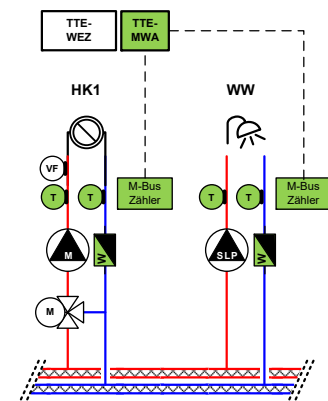 TTE-
WEZ
TTE-
MWA
HK1
WW
VF
T
T
M-Bus
Zähler
T
T
M-Bus
Zähler
M
W
SLP
W
M